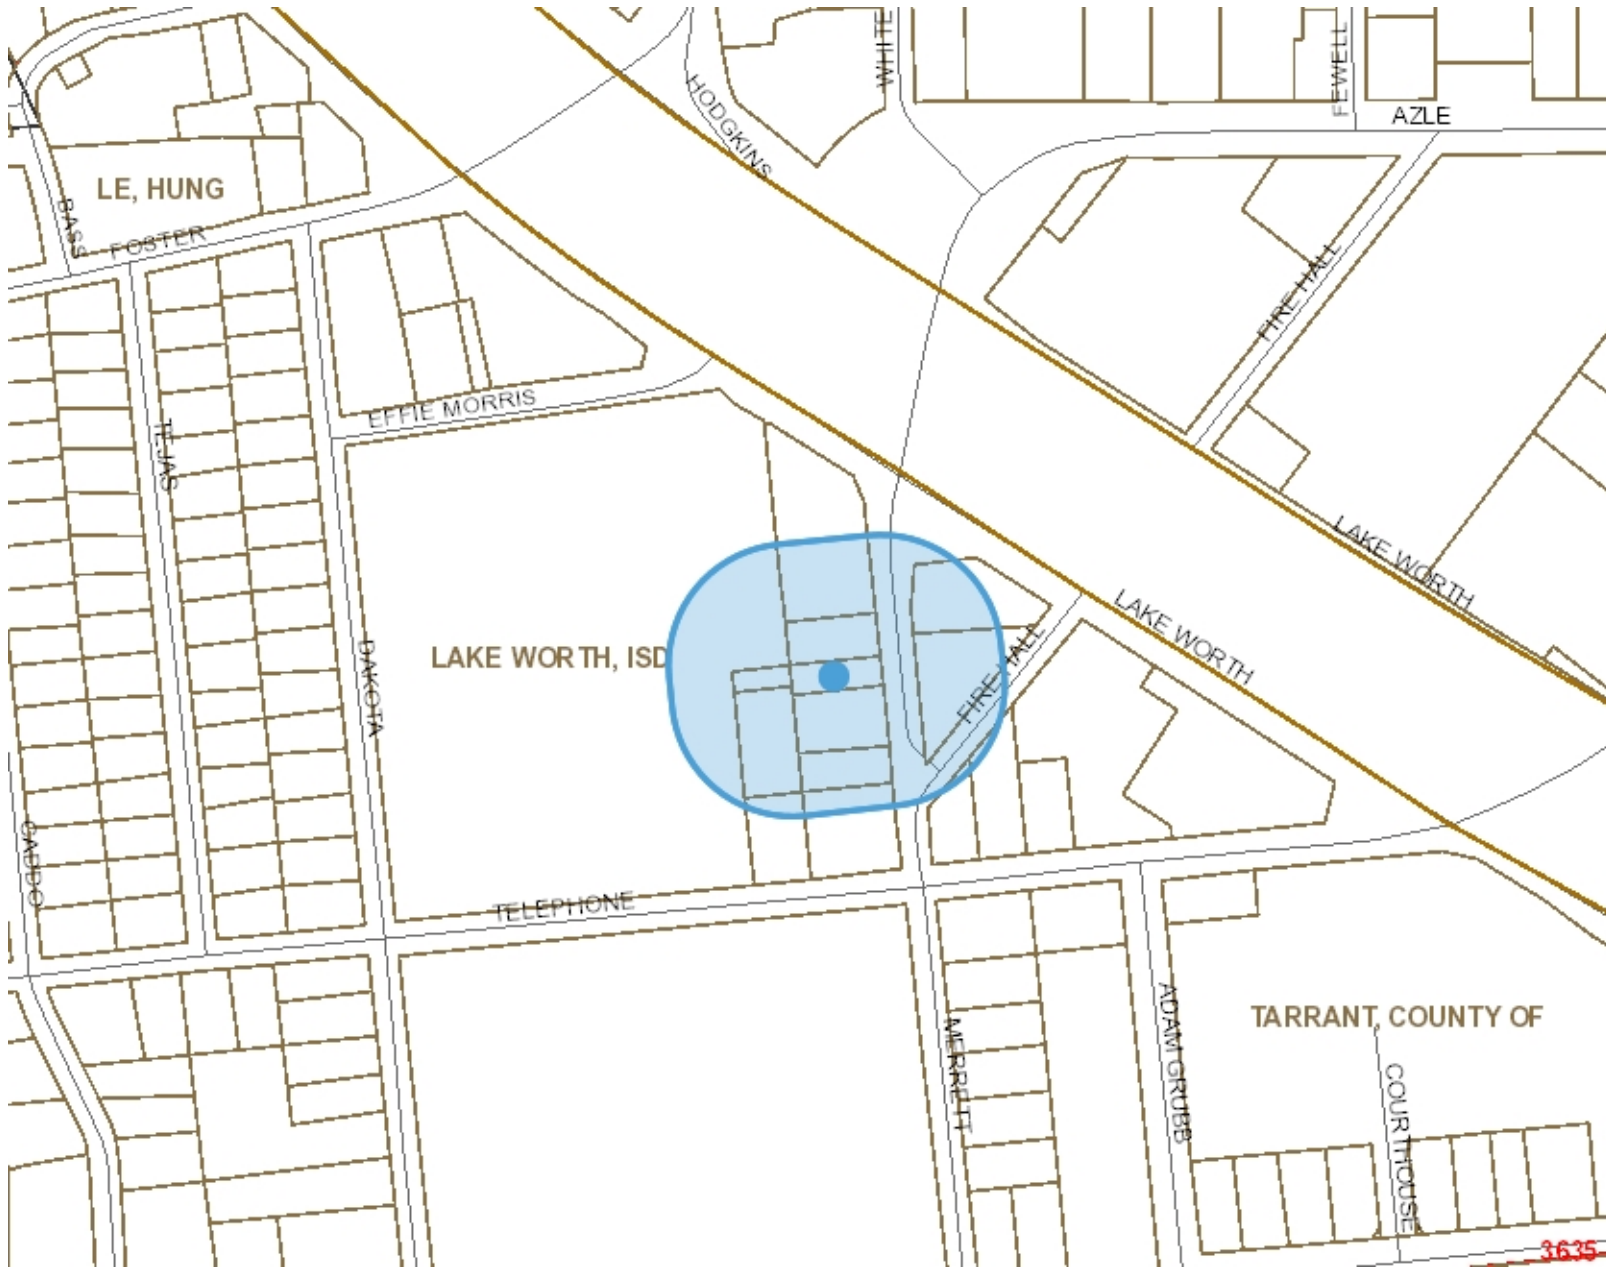 WHITE
FEWELL
HODGKINS
AZLE
LE, HUNG
BASS
FOSTER
FIRE HALL
EFFIE MORRIS
TEJAS
LAKE WORTH
LAKE WORTH
DAKOTA
LAKE WORTH, ISD
FIRE HALL
CADDO
TELEPHONE
ADAM GRUBB
TARRANT, COUNTY OF
MERRETT
COURTHOUSE
3635